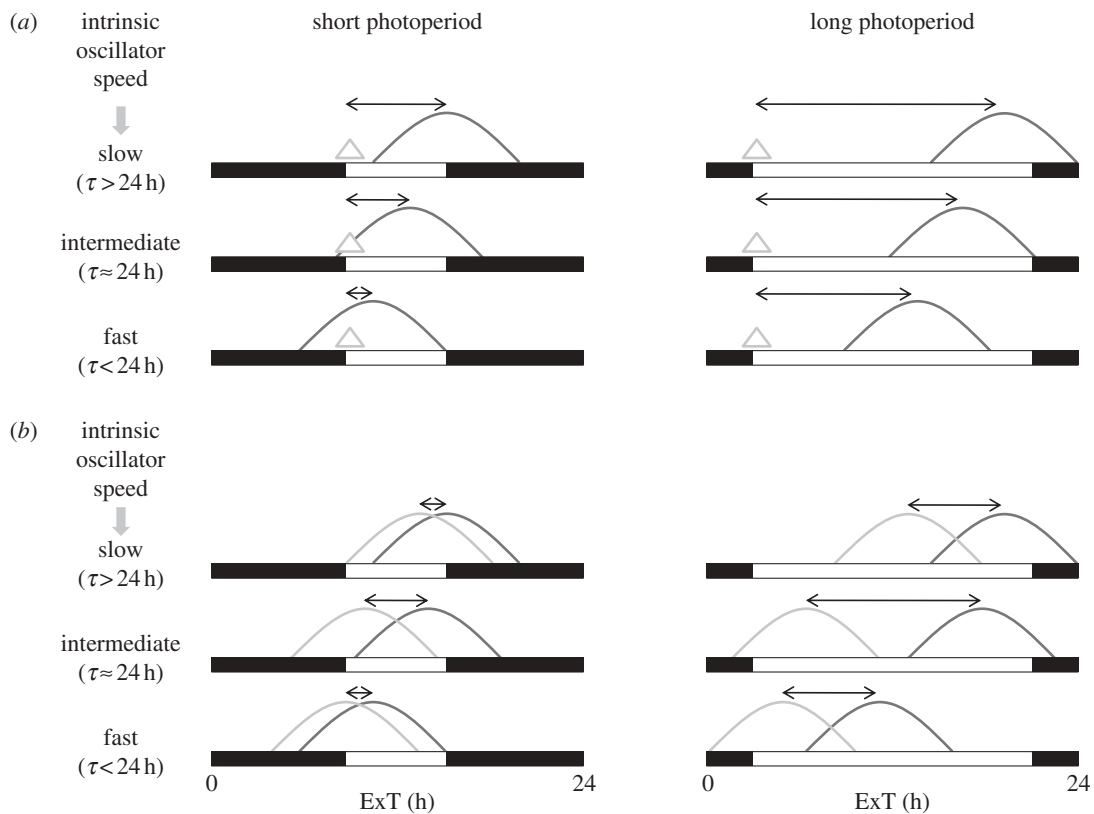 (a) intrinsic oscillator speed
short photoperiod
long photoperiod
slow
(τ > 24 h)
intermediate
(τ ≈ 24 h)
fast
(τ < 24 h)
(b) intrinsic oscillator speed
slow
(τ > 24 h)
intermediate
(τ ≈ 24 h)
fast
(τ < 24 h)
0
24
ExT (h)
0
24
ExT (h)